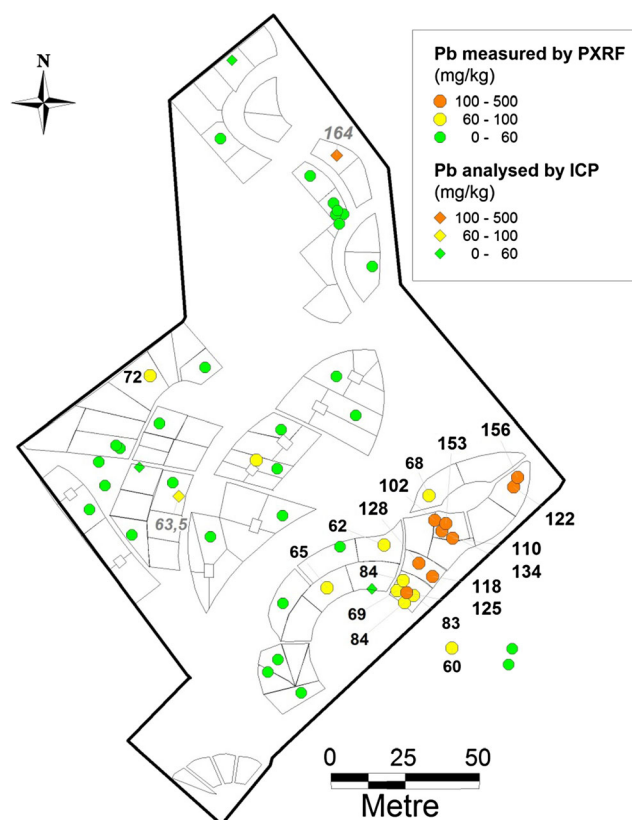 N
Pb measured by PXRF
(mg/kg)
100 - 500
60 - 100
0 - 60
Pb analysed by ICP
(mg/kg)
100 - 500
60 - 100
0 - 60
164
72
63,5
153
156
68
102
122
62
128
65
110
134
84
118
125
69
84
83
60
0 25 50
Metre